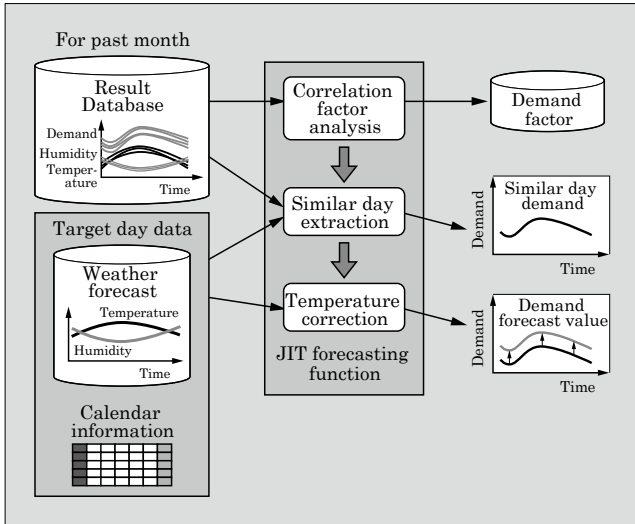 For past month
Result
Database
Demand
Humidity
Temper-
ature
Time
Target day data
Weather
forecast
Temperature
Humidity
Time
Calendar
information
Correlation
factor
analysis
Similar day
extraction
Temperature
correction
JIT forecasting
function
Demand
factor
Similar day
demand
Demand
Time
Demand
forecast value
Demand
Time